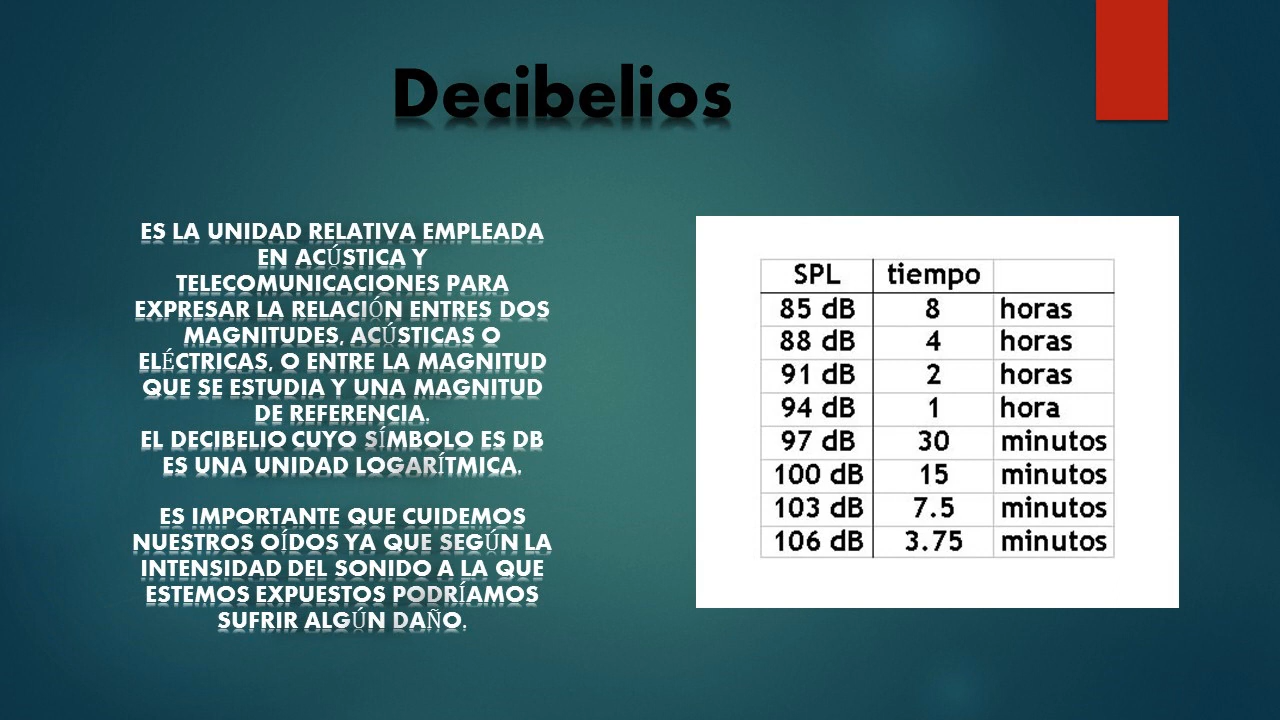 Decibelios
ES LA UNIDAD RELATIVA EMPLEADA
EN ACÚSTICA Y
TELECOMUNICACIONES PARA
EXPRESAR LA RELACIÓN ENTRES DOS
MAGNITUDES, ACÚSTICAS O
ELÉCTRICAS, O ENTRE LA MAGNITUD
QUE SE ESTUDIA Y UNA MAGNITUD
DE REFERENCIA.
EL DECIBELIO CUYO SÍMBOLO ES DB
ES UNA UNIDAD LOGARÍTMICA.
ES IMPORTANTE QUE CUIDEMOS
NUESTROS OÍDOS YA QUE SEGÚN LA
INTENSIDAD DEL SONIDO A LA QUE
ESTEMOS EXPUESTOS PODRÍAMOS
SUFRIR ALGÚN DAÑO.
SPL tiempo
85 dB 8 horas
88 dB 4 horas
91 dB 2 horas
94 dB 1 hora
97 dB 30 minutos
100 dB 15 minutos
103 dB 7.5 minutos
106 dB 3.75 minutos